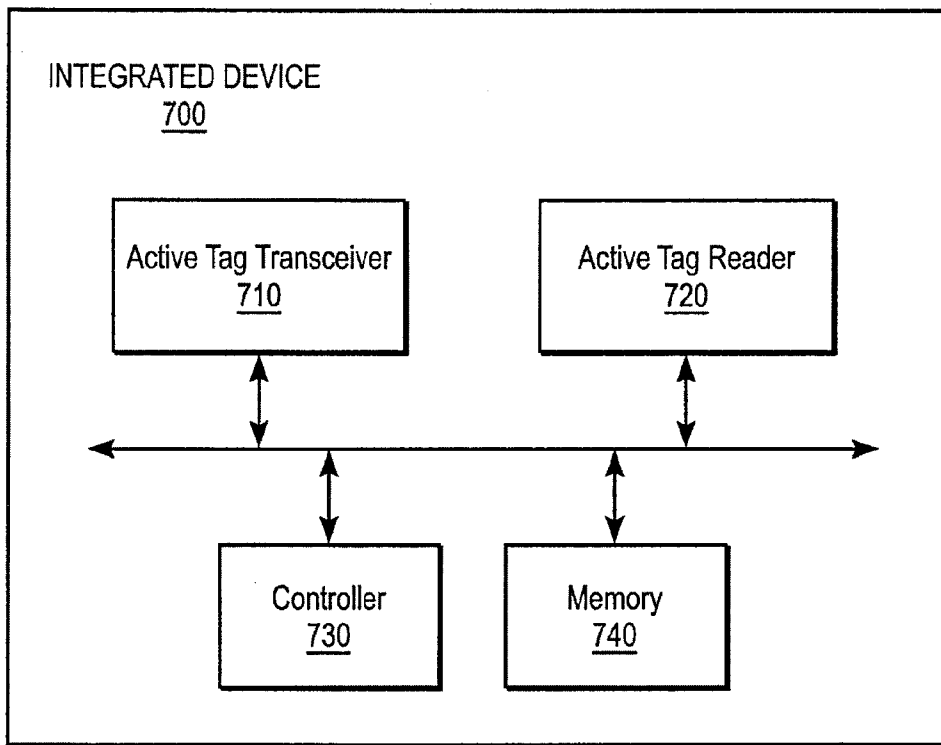 INTEGRATED DEVICE
700
Active Tag Transceiver
710
Active Tag Reader
720
Controller
730
Memory
740